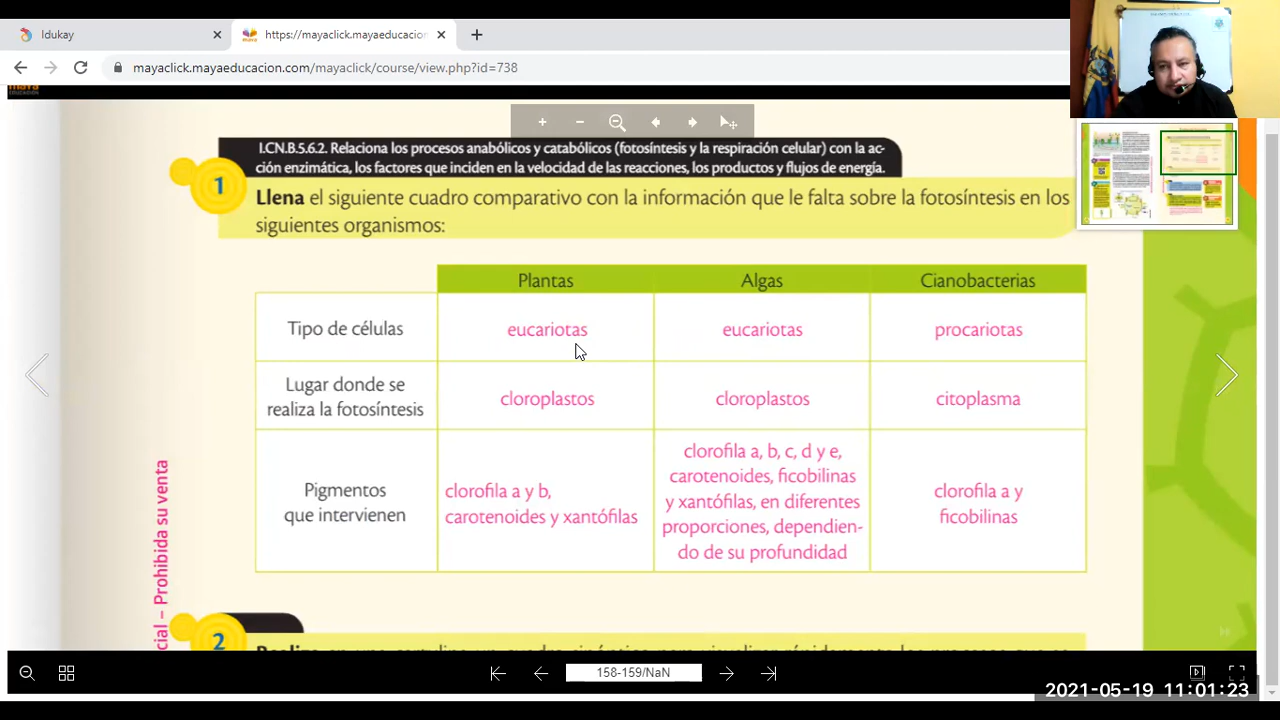 Idukay
https://mayaclick.mayaeducacion
mayaclick.mayaeducacion.com/mayaclick/course/view.php?id=738
maya
EDUCACIÓN
I.CN.B.5.6.2. Relaciona los procesos anabólicos y catabólicos (fotosíntesis y la respiración celular) con la ac-
ción enzimática, los factores que inciden en la velocidad de las reacciones, los productos y flujos de energía.
1
Llena el siguiente cuadro comparativo con la información que le falta sobre la fotosíntesis en los
siguientes organismos:
Plantas
Algas
Cianobacterias
Tipo de células
eucariotas
eucariotas
procariotas
Lugar donde se
realiza la fotosíntesis
cloroplastos
cloroplastos
citoplasma
Pigmentos
que intervienen
clorofila a y b,
carotenoides y xantófilas
clorofila a, b, c, d y e,
carotenoides, ficobilinas
y xantófilas, en diferentes
proporciones, dependien-
do de su profundidad
clorofila a y
ficobilinas
cial – Prohibida su venta
2
158-159/NaN
2021-05-19 11:01:23